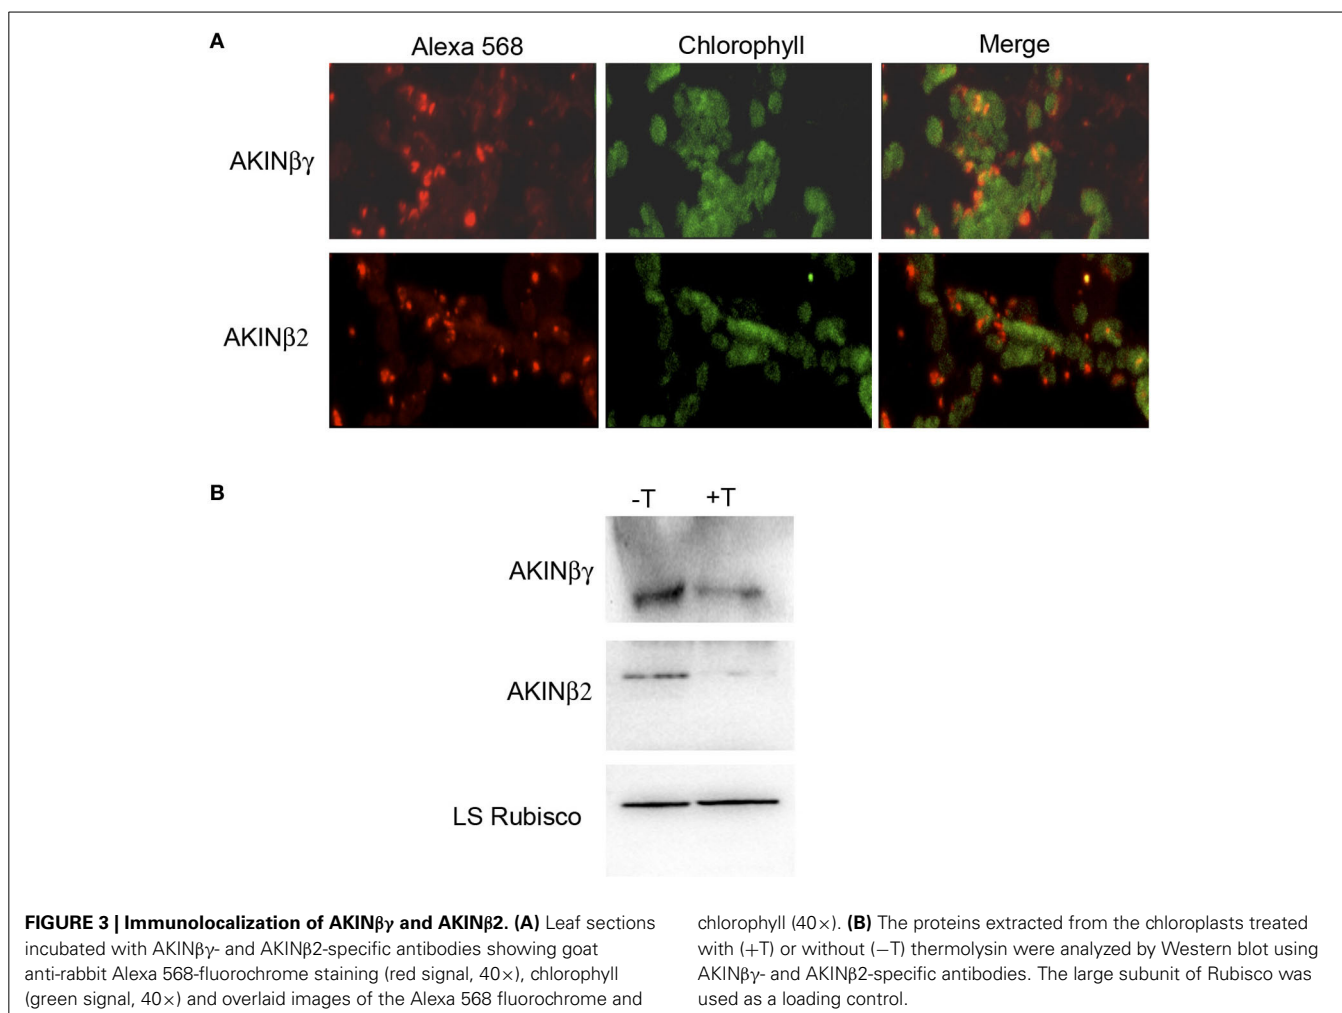 A
Alexa 568
Chlorophyll
Merge
AKINβγ
AKINβ2
B
-T
+T
AKINβγ
AKINβ2
LS Rubisco
FIGURE 3 | Immunolocalization of AKINβγ and AKINβ2. (A) Leaf sections
incubated with AKINβγ- and AKINβ2-specific antibodies showing goat
anti-rabbit Alexa 568-fluorochrome staining (red signal, 40×), chlorophyll
(green signal, 40×) and overlaid images of the Alexa 568 fluorochrome and
chlorophyll (40×). (B) The proteins extracted from the chloroplasts treated
with (+T) or without (−T) thermolysin were analyzed by Western blot using
AKINβγ- and AKINβ2-specific antibodies. The large subunit of Rubisco was
used as a loading control.